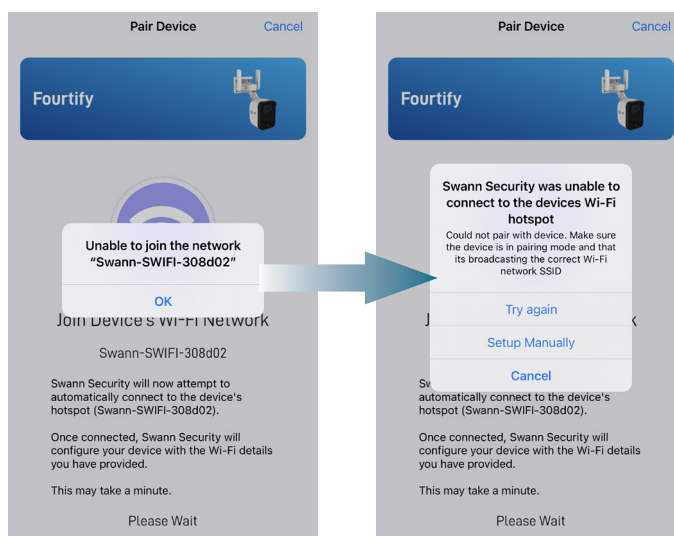 Pair Device
Cancel
Fourtify
Unable to join the network
“Swann-SWIFI-308d02”
OK
Join Device's Wi-Fi Network
Swann-SWIFI-308d02
Swann Security will now attempt to
automatically connect to the device's
hotspot (Swann-SWIFI-308d02).
Once connected, Swann Security will
configure your device with the Wi-Fi details
you have provided.
This may take a minute.
Please Wait
Pair Device
Cancel
Fourtify
Swann Security was unable to
connect to the devices Wi-Fi
hotspot
Could not pair with device. Make sure
the device is in pairing mode and that
its broadcasting the correct Wi-Fi
network SSID
Try again
Setup Manually
Cancel
automatically connect to the device's
hotspot (Swann-SWIFI-308d02).
Once connected, Swann Security will
configure your device with the Wi-Fi details
you have provided.
This may take a minute.
Please Wait